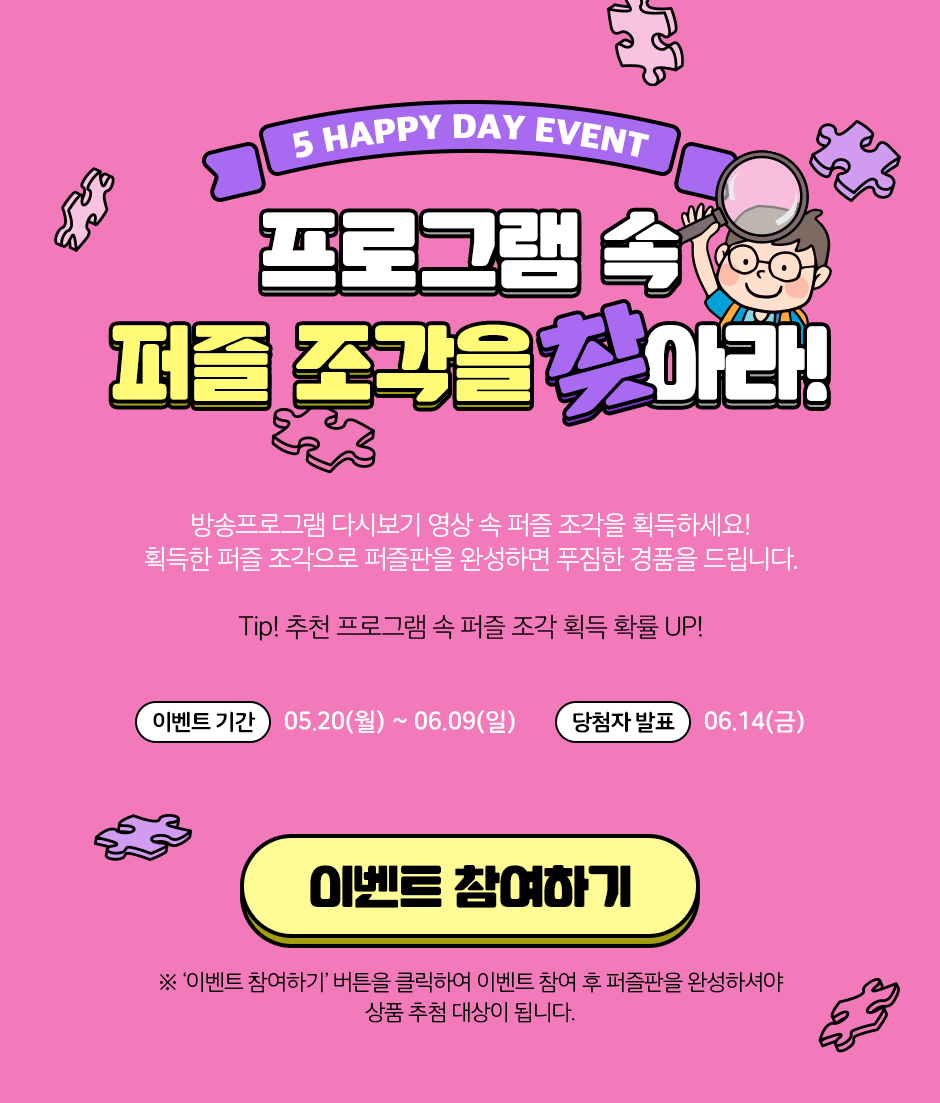 5 HAPPY DAY EVENT
프로그램 속
퍼즐 조각을 찾아라!
방송프로그램 다시보기 영상 속 퍼즐 조각을 획득하세요!
획득한 퍼즐 조각으로 퍼즐판을 완성하면 푸짐한 경품을 드립니다.
Tip! 추천 프로그램 속 퍼즐 조각 획득 확률 UP!
이벤트 기간 05.20(월) ~ 06.09(일) 당첨자 발표 06.14(금)
이벤트 참여하기
※ ‘이벤트 참여하기’ 버튼을 클릭하여 이벤트 참여 후 퍼즐판을 완성하셔야
상품 추첨 대상이 됩니다.